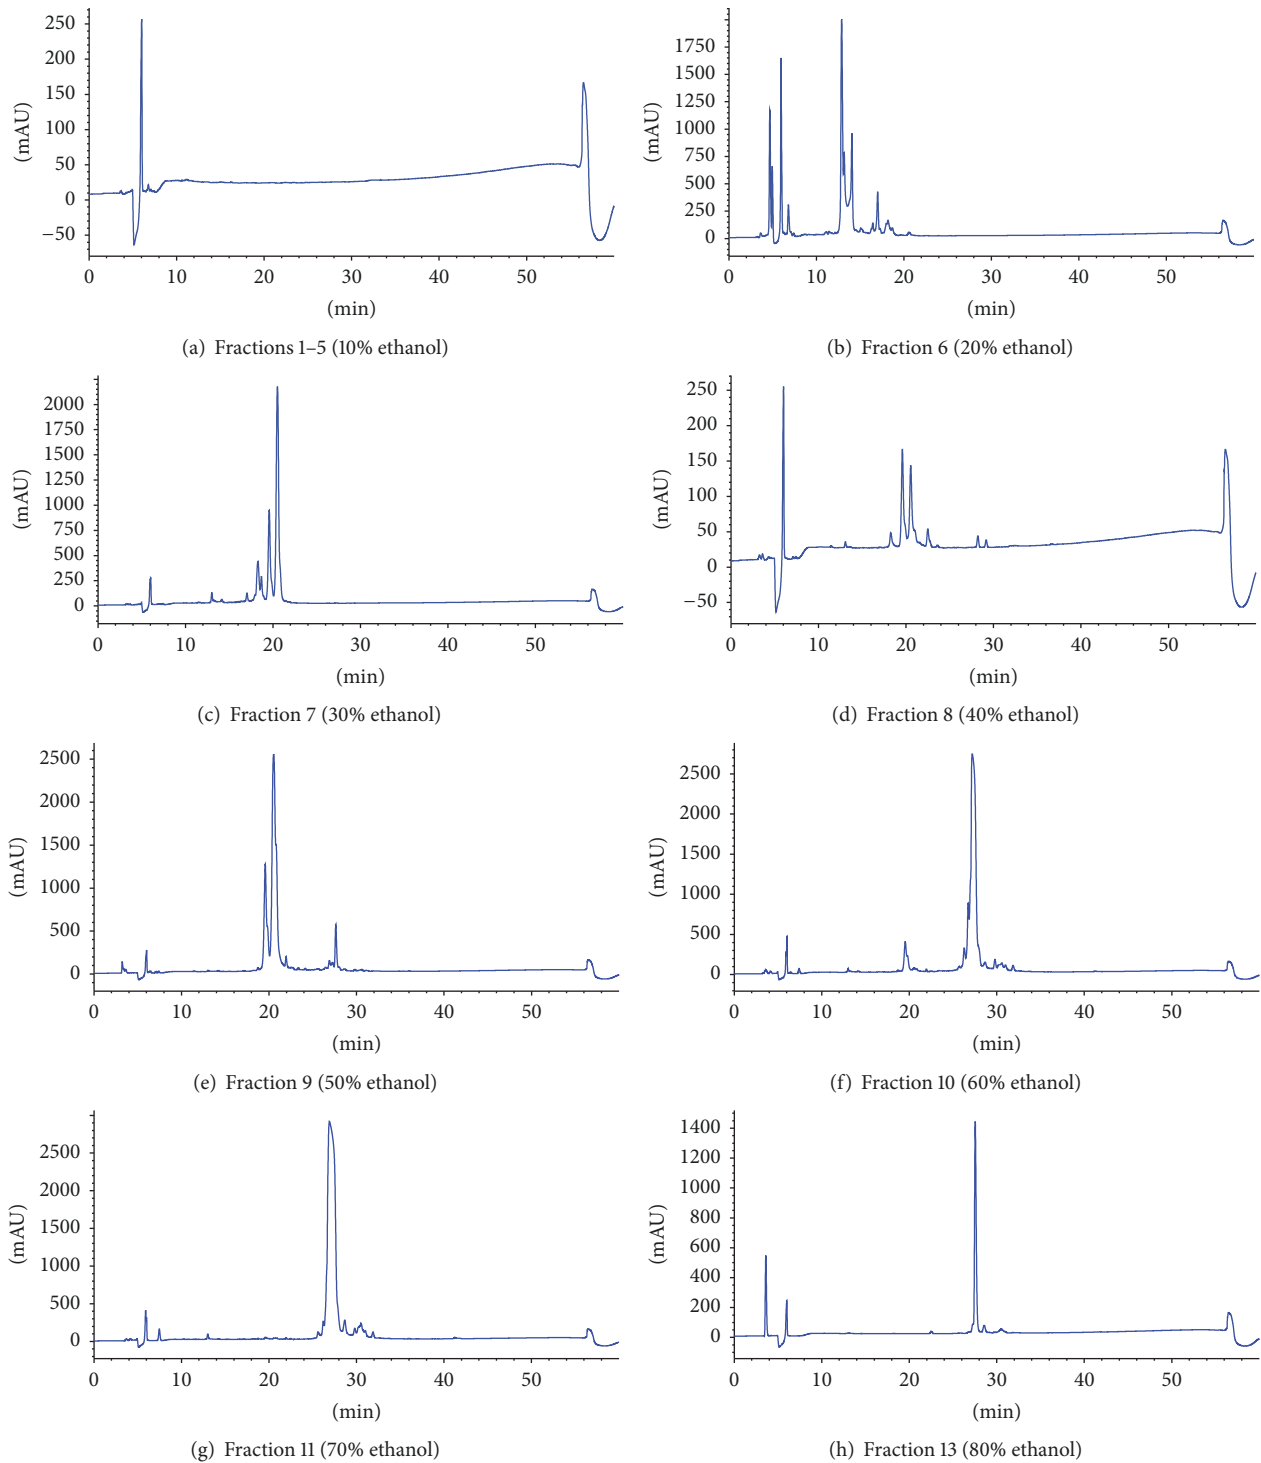 250
200
150
100
50
0
−50
(mAU)
0 10 20 30 40 50
(min)
(a) Fractions 1–5 (10% ethanol)
1750
1500
1250
1000
750
500
250
0
(mAU)
0 10 20 30 40 50
(min)
(b) Fraction 6 (20% ethanol)
2000
1750
1500
1250
1000
750
500
250
0
(mAU)
0 10 20 30 40 50
(min)
(c) Fraction 7 (30% ethanol)
250
200
150
100
50
0
−50
(mAU)
0 10 20 30 40 50
(min)
(d) Fraction 8 (40% ethanol)
2500
2000
1500
1000
500
0
(mAU)
0 10 20 30 40 50
(min)
(e) Fraction 9 (50% ethanol)
2500
2000
1500
1000
500
0
(mAU)
0 10 20 30 40 50
(min)
(f) Fraction 10 (60% ethanol)
2500
2000
1500
1000
500
0
(mAU)
0 10 20 30 40 50
(min)
(g) Fraction 11 (70% ethanol)
1400
1200
1000
800
600
400
200
0
(mAU)
0 10 20 30 40 50
(min)
(h) Fraction 13 (80% ethanol)